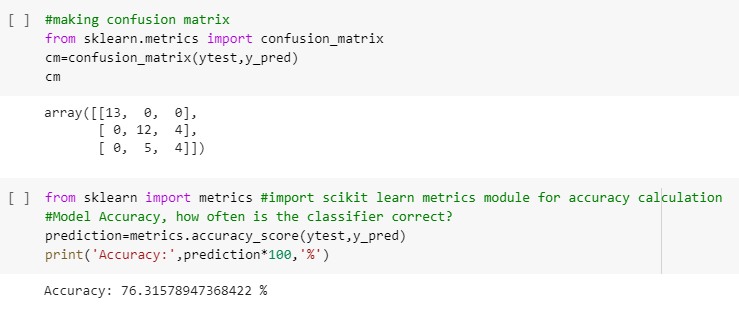 [ ] #making confusion matrix
from sklearn.metrics import confusion_matrix
cm=confusion_matrix(ytest,y_pred)
cm
array([[13, 0, 0],
[ 0, 12, 4],
[ 0, 5, 4]])
[ ] from sklearn import metrics #import scikit learn metrics module for accuracy calculation
#Model Accuracy, how often is the classifier correct?
prediction=metrics.accuracy_score(ytest,y_pred)
print('Accuracy:',prediction*100,'%')
Accuracy: 76.31578947368422 %